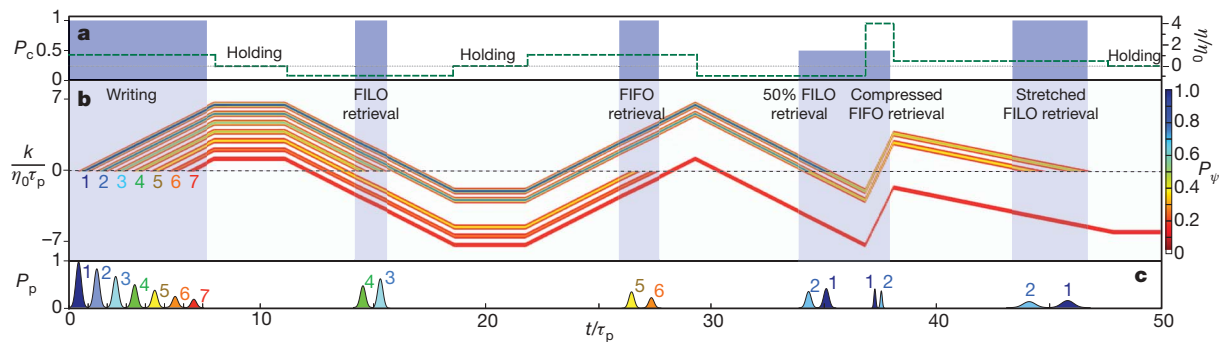 1 a 4
P_c 0.5 Holding Holding Holding 2 η/η_0
0 0
7 b Writing FILO retrieval FIFO retrieval 50% FILO retrieval Compressed FIFO retrieval Stretched FILO retrieval 1.0
0.8
k/η_0τ_p 0 0.6 P_ψ
1 2 3 4 5 6 7 0.4
0.2
−7 0
1 c
P_p 1 2 3 4 5 6 7 4 3 5 6 2 1 1 2 2 1
0
0 10 20 30 40 50
t/τ_p